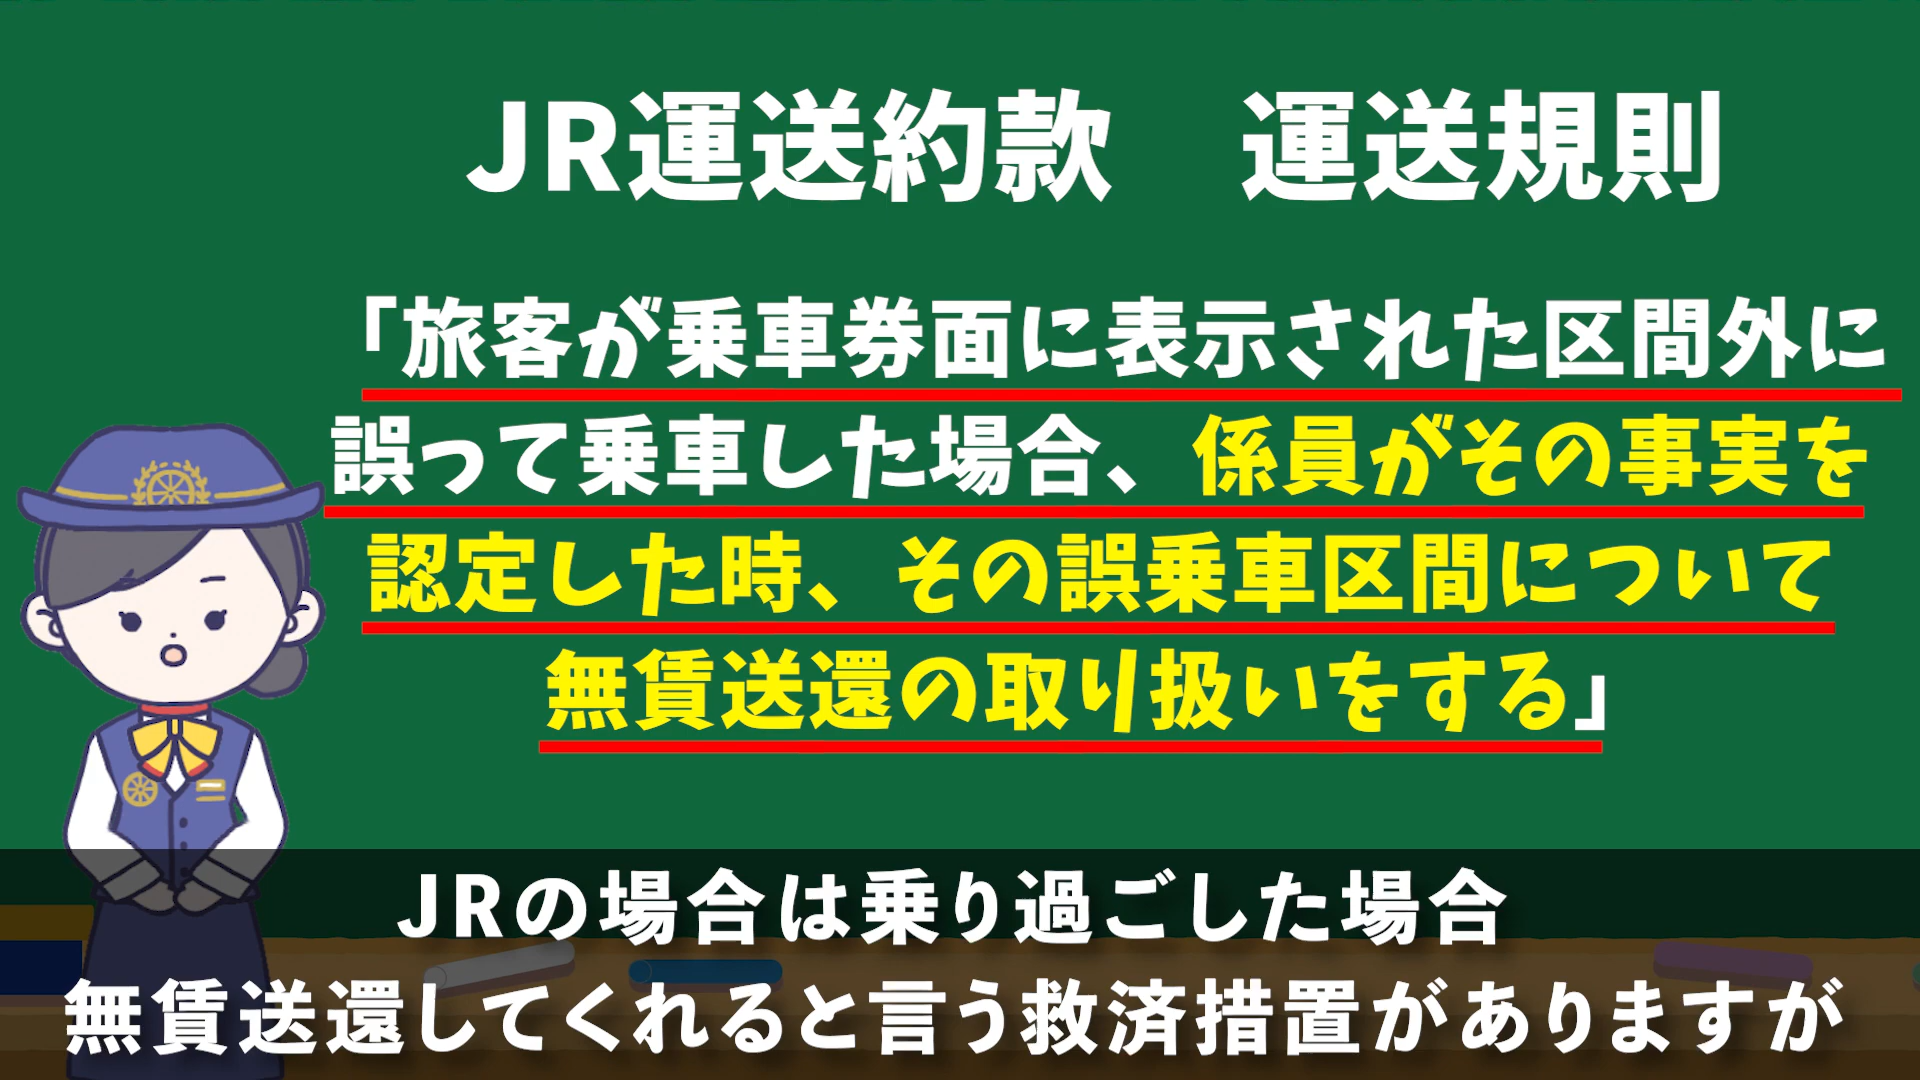 JR運送約款　運送規則
「旅客が乗車券面に表示された区間外に
誤って乗車した場合、係員がその事実を
認定した時、その誤乗車区間について
無賃送還の取り扱いをする」
JRの場合は乗り過ごした場合
無賃送還してくれると言う救済措置がありますが